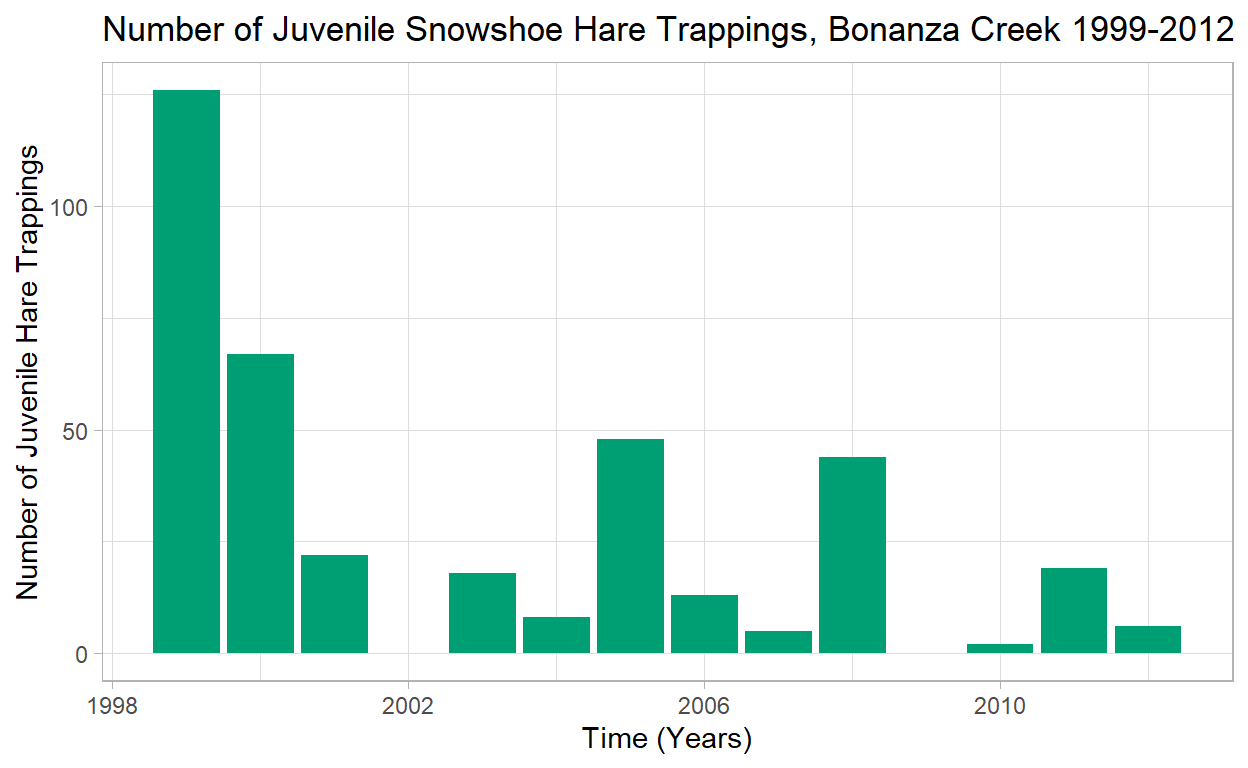 Number of Juvenile Snowshoe Hare Trappings, Bonanza Creek 1999-2012
Number of Juvenile Hare Trappings
100
50
0
1998 2002 2006 2010
Time (Years)